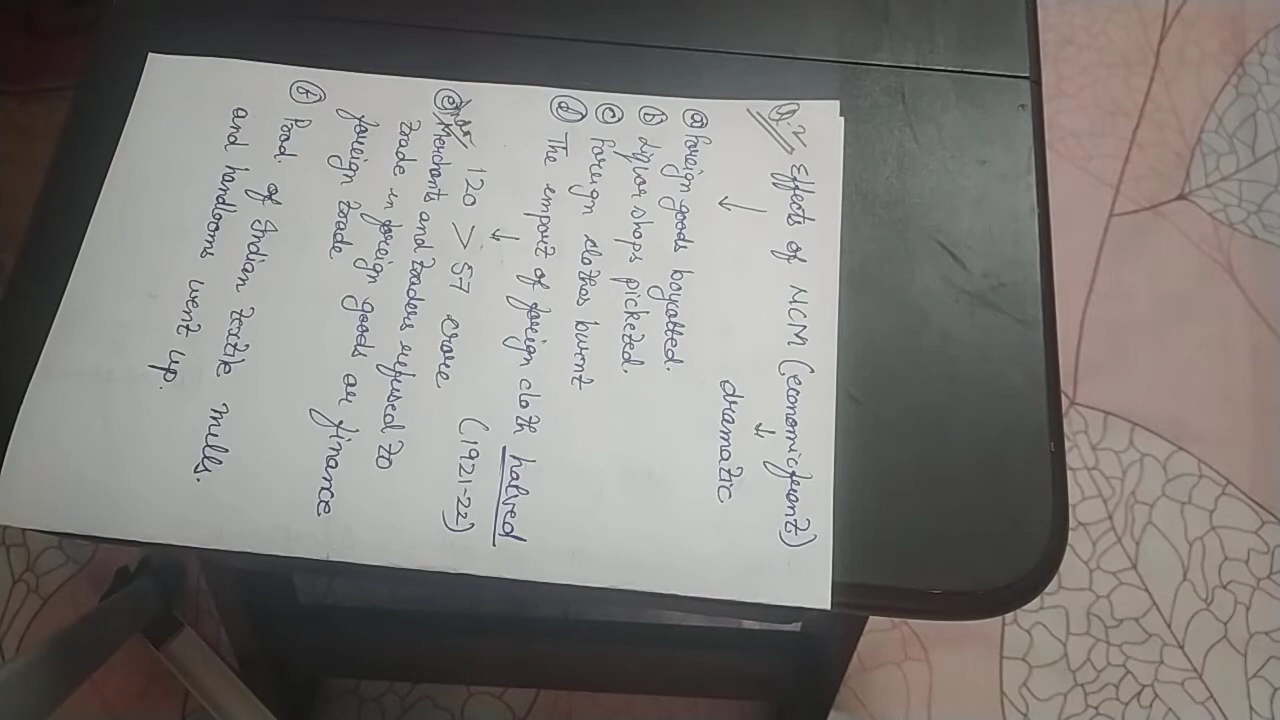 Q.2 Effects of NCM (economic front)
↓ ↓
dramatic
(a) Foreign goods boycotted.
(b) Liquor shops picketed.
(c) Foreign clothes burnt
(d) The import of foreign cloth halved
↓
120 > 57 crore (1921-22)
(e) Merchants and traders refused to
trade in foreign goods or finance
foreign trade
(f) Prod. of Indian textile mills
and handlooms went up.